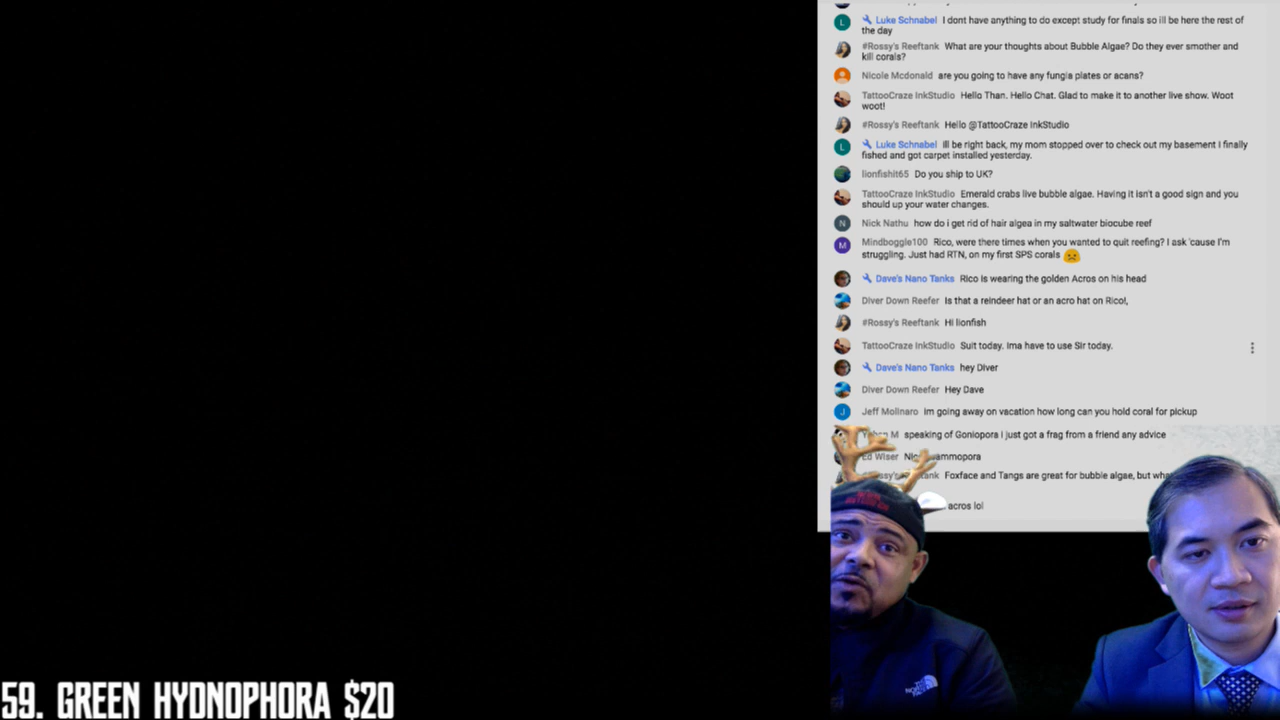 Luke Schnabel I dont have anything to do except study for finals so ill be here the rest of
the day
#Rossy's Reeftank What are your thoughts about Bubble Algae? Do they ever smother and
kill corals?
Nicole Mcdonald are you going to have any fungia plates or acans?
TattooCraze InkStudio Hello Than. Hello Chat. Glad to make it to another live show. Woot
woot!
#Rossy's Reeftank Hello @TattooCraze InkStudio
L Luke Schnabel Ill be right back, my mom stopped over to check out my basement I finally
fished and got carpet installed yesterday.
lionfishit65 Do you ship to UK?
TattooCraze InkStudio Emerald crabs live bubble algae. Having it isn't a good sign and you
should up your water changes.
N Nick Nathu how do i get rid of hair algea in my saltwater biocube reef
M Mindboggle100 Rico, were there times when you wanted to quit reefing? I ask 'cause I'm
struggling. Just had RTN, on my first SPS corals
Dave's Nano Tanks Rico is wearing the golden Acros on his head
Diver Down Reefer Is that a reindeer hat or an acro hat on Rico!,
#Rossy's Reeftank Hi lionfish
TattooCraze InkStudio Suit today. Ima have to use Sir today.
Dave's Nano Tanks hey Diver
Diver Down Reefer Hey Dave
J Jeff Molinaro im going away on vacation how long can you hold coral for pickup
M speaking of Goniopora I just got a frag from a friend any advice
Ed Wiser
Foxface and Tangs are great for bubble algae, but
acros lol
THE NORTH FACE
59. GREEN HYDNOPHORA $20